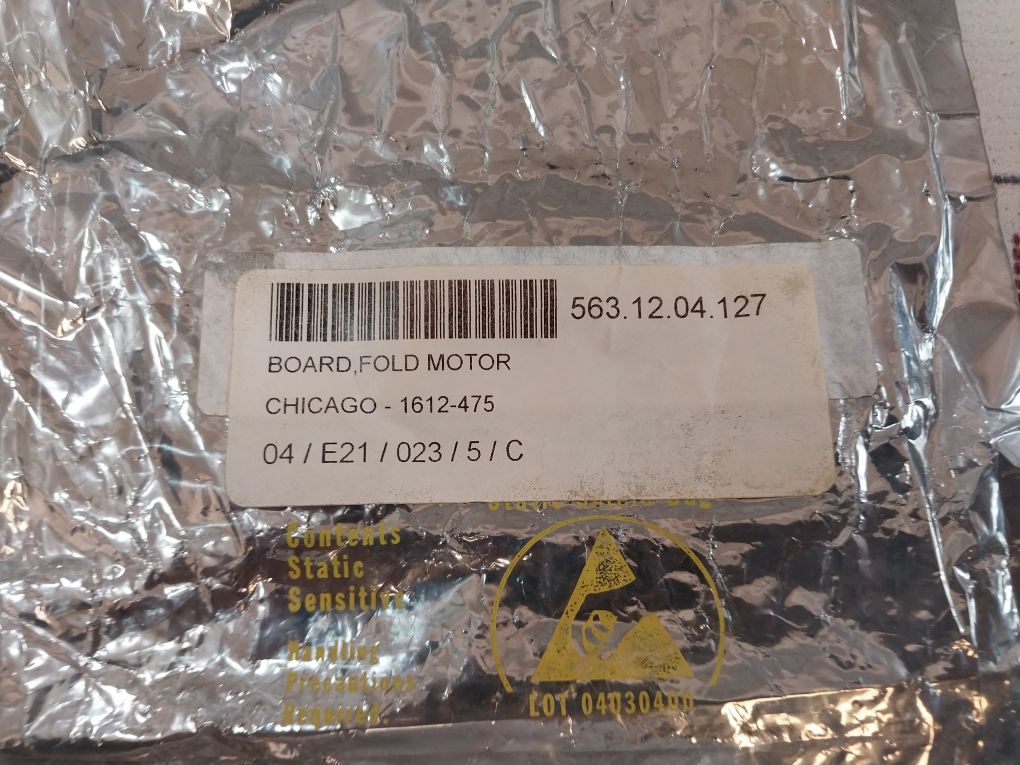 563.12.04.127
BOARD,FOLD MOTOR
CHICAGO - 1612-475
04 / E21 / 023 / 5 / C
Contents
Static
Sensitive
Handling
Precautions
Required.
LOT